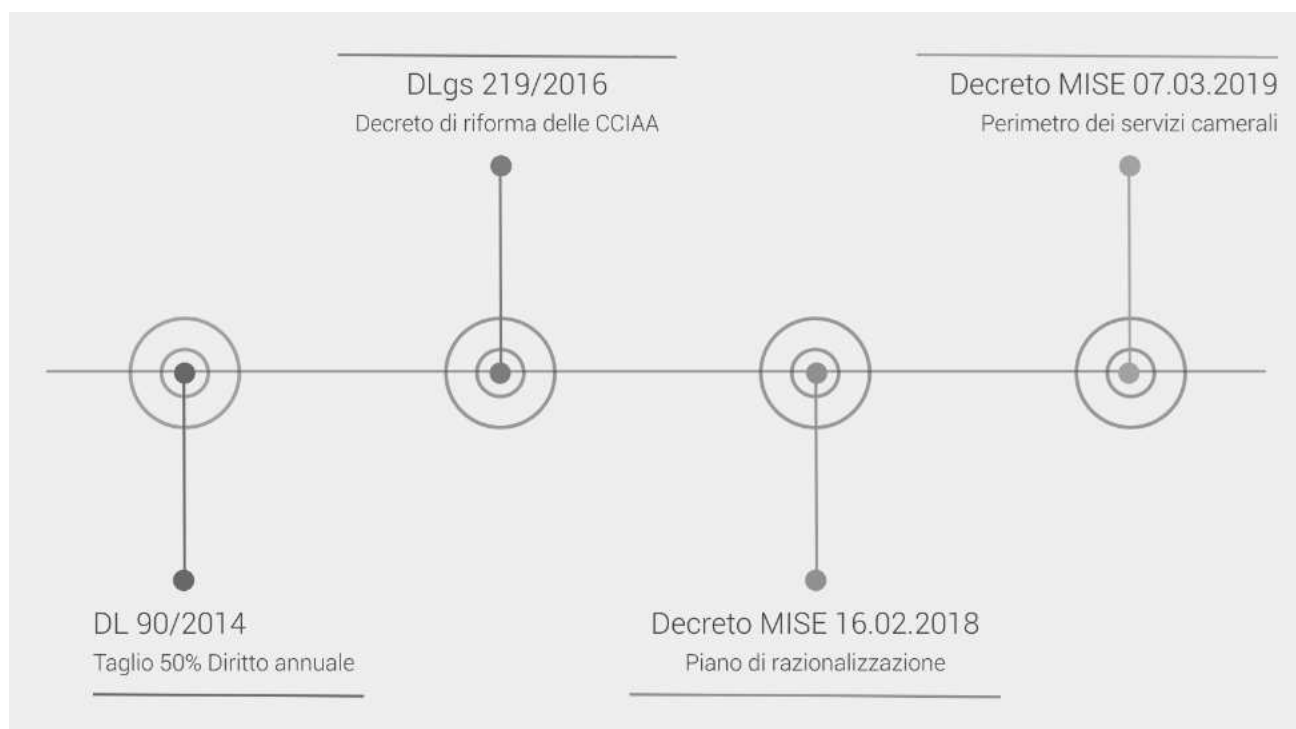 DLgs 219/2016
Decreto di riforma delle CCIAA
Decreto MISE 07.03.2019
Perimetro dei servizi camerali
DL 90/2014
Taglio 50% Diritto annuale
Decreto MISE 16.02.2018
Piano di razionalizzazione